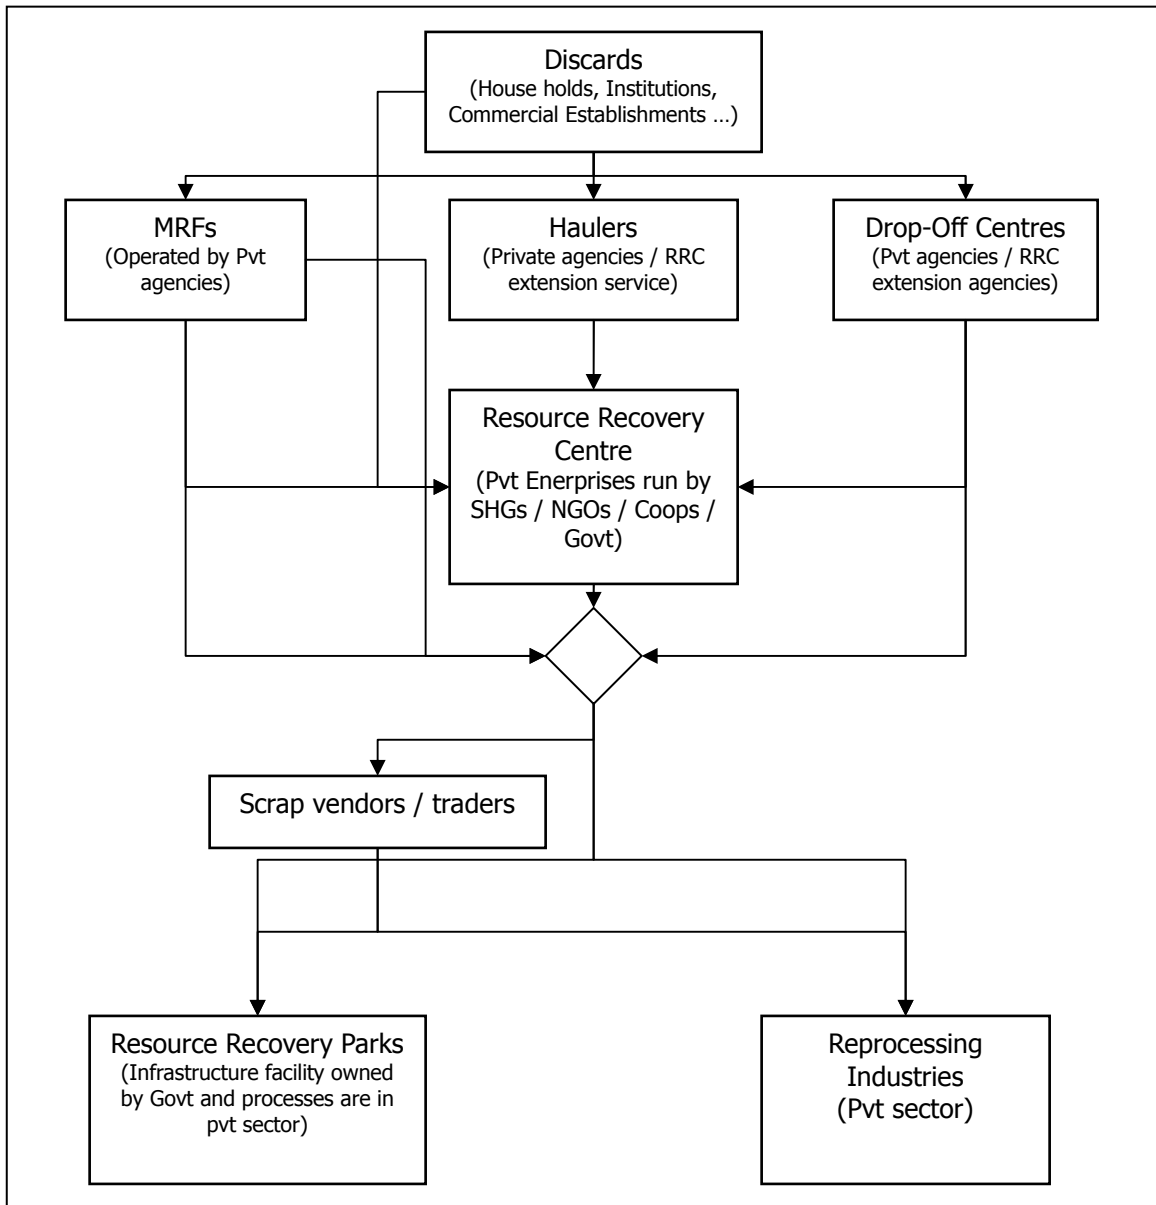 Discards
(House holds, Institutions,
Commercial Establishments ...)
MRFs
(Operated by Pvt
agencies)
Haulers
(Private agencies / RRC
extension service)
Drop-Off Centres
(Pvt agencies / RRC
extension agencies)
Resource Recovery
Centre
(Pvt Enerprises run by
SHGs / NGOs / Coops /
Govt)
Scrap vendors / traders
Resource Recovery Parks
(Infrastructure facility owned
by Govt and processes are in
pvt sector)
Reprocessing
Industries
(Pvt sector)